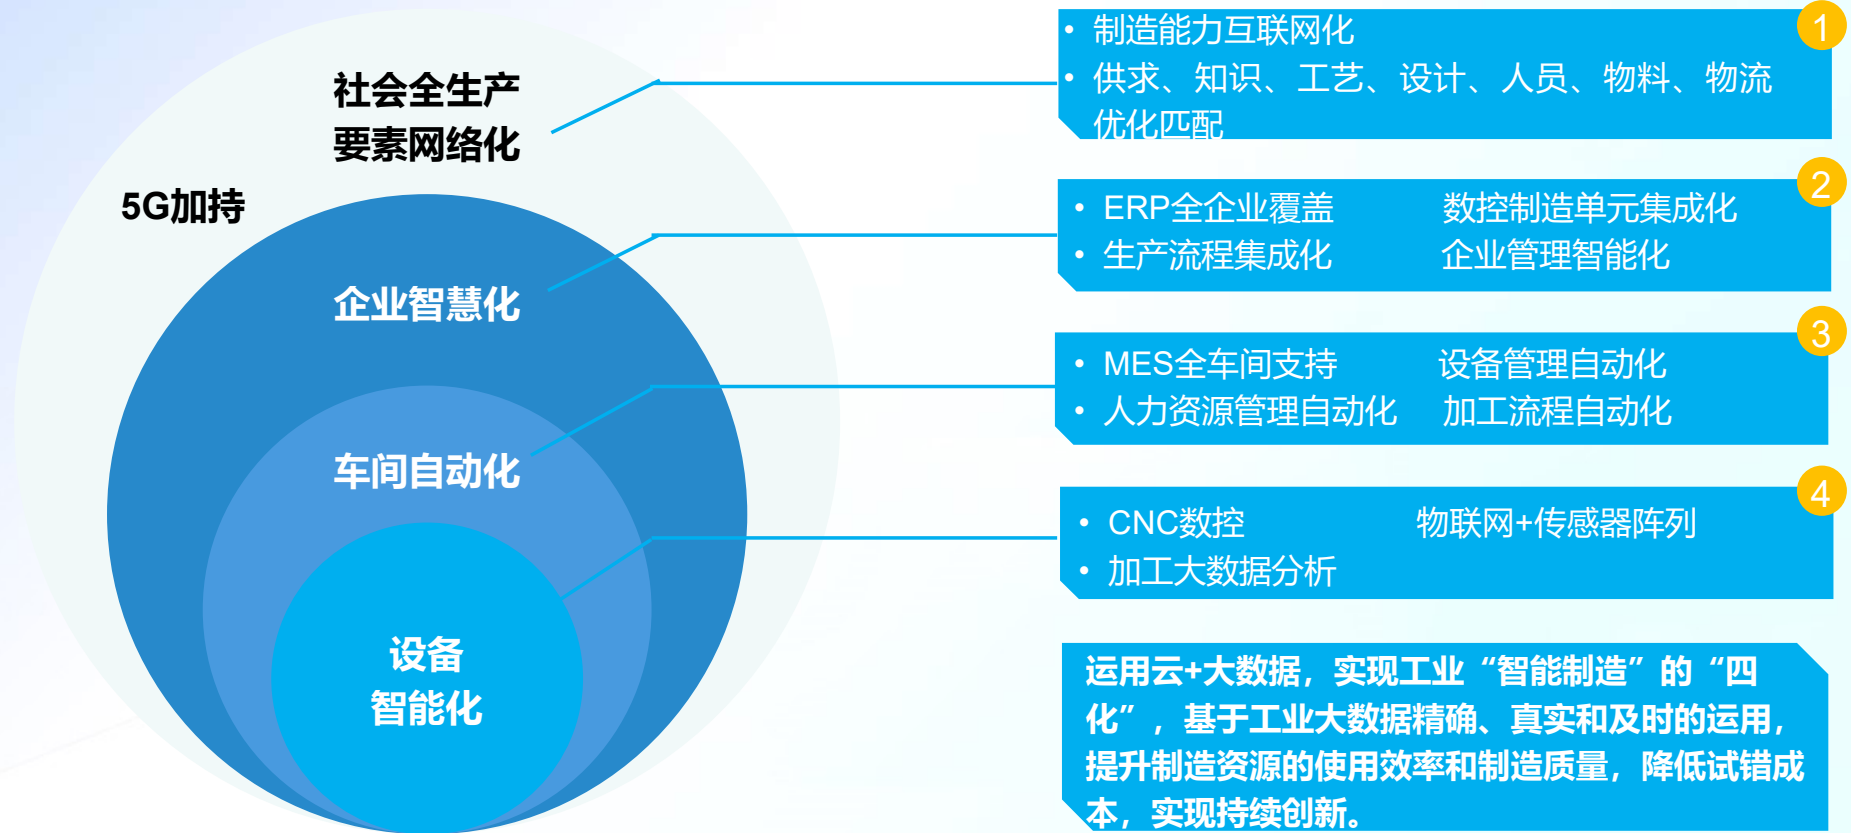 社会全生产
要素网络化
5G加持
企业智慧化
车间自动化
设备
智能化
1
• 制造能力互联网化
• 供求、知识、工艺、设计、人员、物料、物流
优化匹配
2
• ERP全企业覆盖 数控制造单元集成化
• 生产流程集成化 企业管理智能化
3
• MES全车间支持 设备管理自动化
• 人力资源管理自动化 加工流程自动化
4
• CNC数控 物联网+传感器阵列
• 加工大数据分析
运用云+大数据，实现工业“智能制造”的“四
化”，基于工业大数据精确、真实和及时的运用，
提升制造资源的使用效率和制造质量，降低试错成
本，实现持续创新。